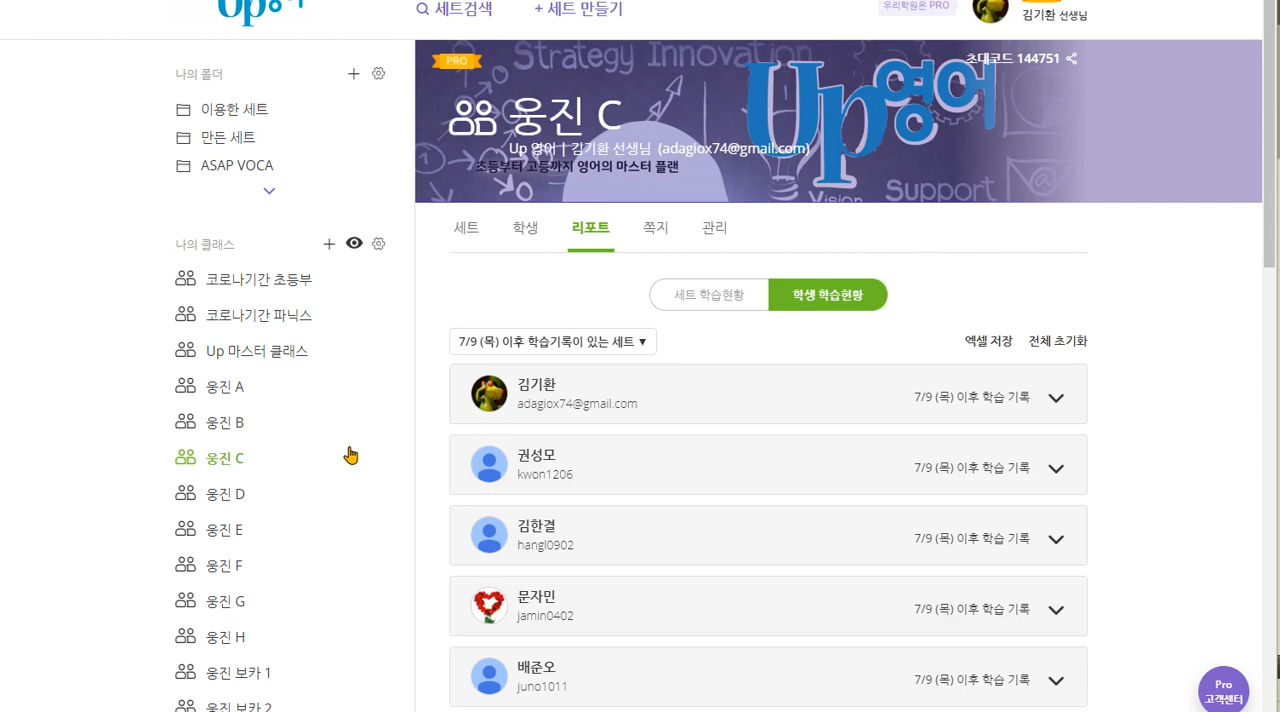 Up영어
세트검색
+ 세트 만들기
우리학원은 PRO
김기환 선생님
나의 폴더
이용한 세트
만든 세트
ASAP VOCA
나의 클래스
코로나기간 초등부
코로나기간 파닉스
Up 마스터 클래스
웅진 A
웅진 B
웅진 C
웅진 D
웅진 E
웅진 F
웅진 G
웅진 H
웅진 보카 1
웅진 보카 2
PRO
Strategy Innovation
초대코드 144751
웅진 C
Up영어
Up 영어 | 김기환 선생님 (adagiox74@gmail.com)
초등부터 고등까지 영어의 마스터 플랜
Vision
Support
세트 학생 리포트 쪽지 관리
세트 학습현황 학생 학습현황
7/9 (목) 이후 학습기록이 있는 세트 ▼
엑셀 저장 전체 초기화
김기환
adagiox74@gmail.com
7/9 (목) 이후 학습 기록
권성모
kwon1206
7/9 (목) 이후 학습 기록
김한결
hangl0902
7/9 (목) 이후 학습 기록
문자민
jamin0402
7/9 (목) 이후 학습 기록
배준오
juno1011
7/9 (목) 이후 학습 기록
Pro
고객센터